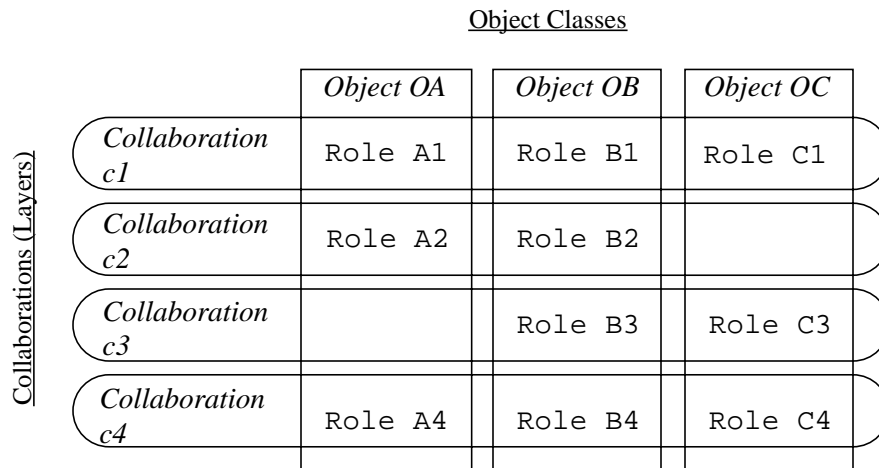 Object Classes
Object OA Object OB Object OC
Collaborations (Layers)
Collaboration
c1
Role A1 Role B1 Role C1
Collaboration
c2
Role A2 Role B2
Collaboration
c3
Role B3 Role C3
Collaboration
c4
Role A4 Role B4 Role C4